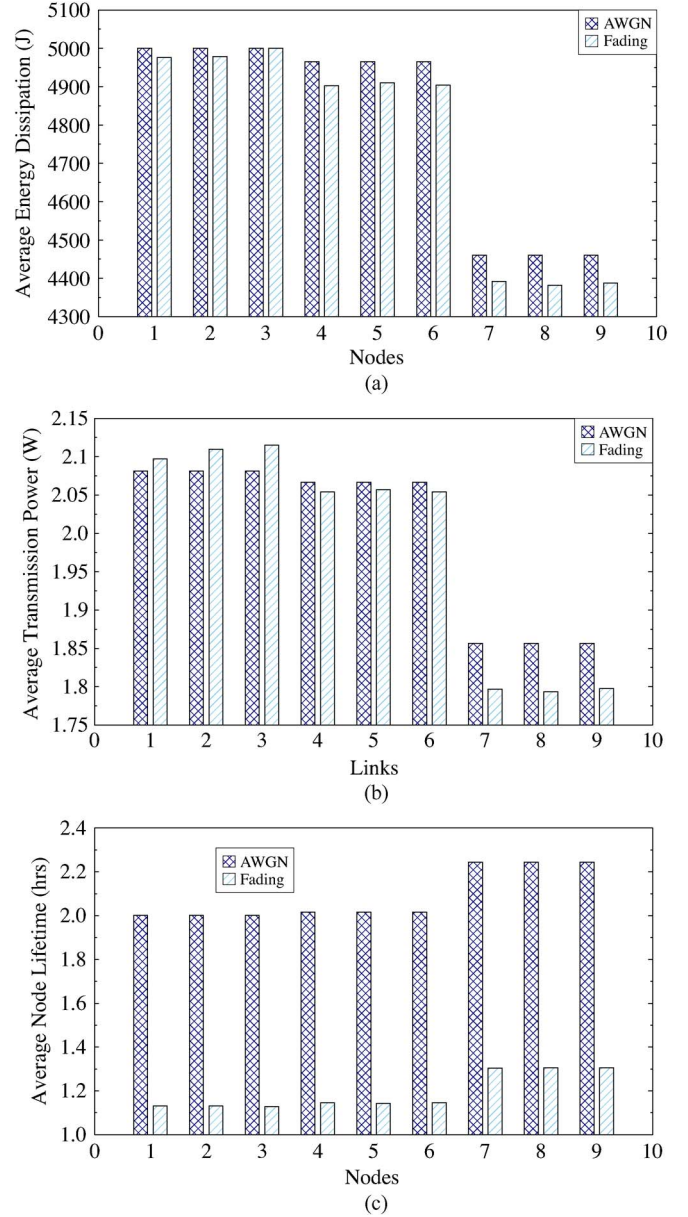 Average Energy Dissipation (J)
5100
5000
4900
4800
4700
4600
4500
4400
4300
AWGN
Fading
0 1 2 3 4 5 6 7 8 9 10
Nodes
(a)
Average Transmission Power (W)
2.15
2.1
2.05
2.0
1.95
1.9
1.85
1.8
1.75
AWGN
Fading
0 1 2 3 4 5 6 7 8 9 10
Links
(b)
Average Node Lifetime (hrs)
2.4
2.2
2.0
1.8
1.6
1.4
1.2
1.0
AWGN
Fading
0 1 2 3 4 5 6 7 8 9 10
Nodes
(c)